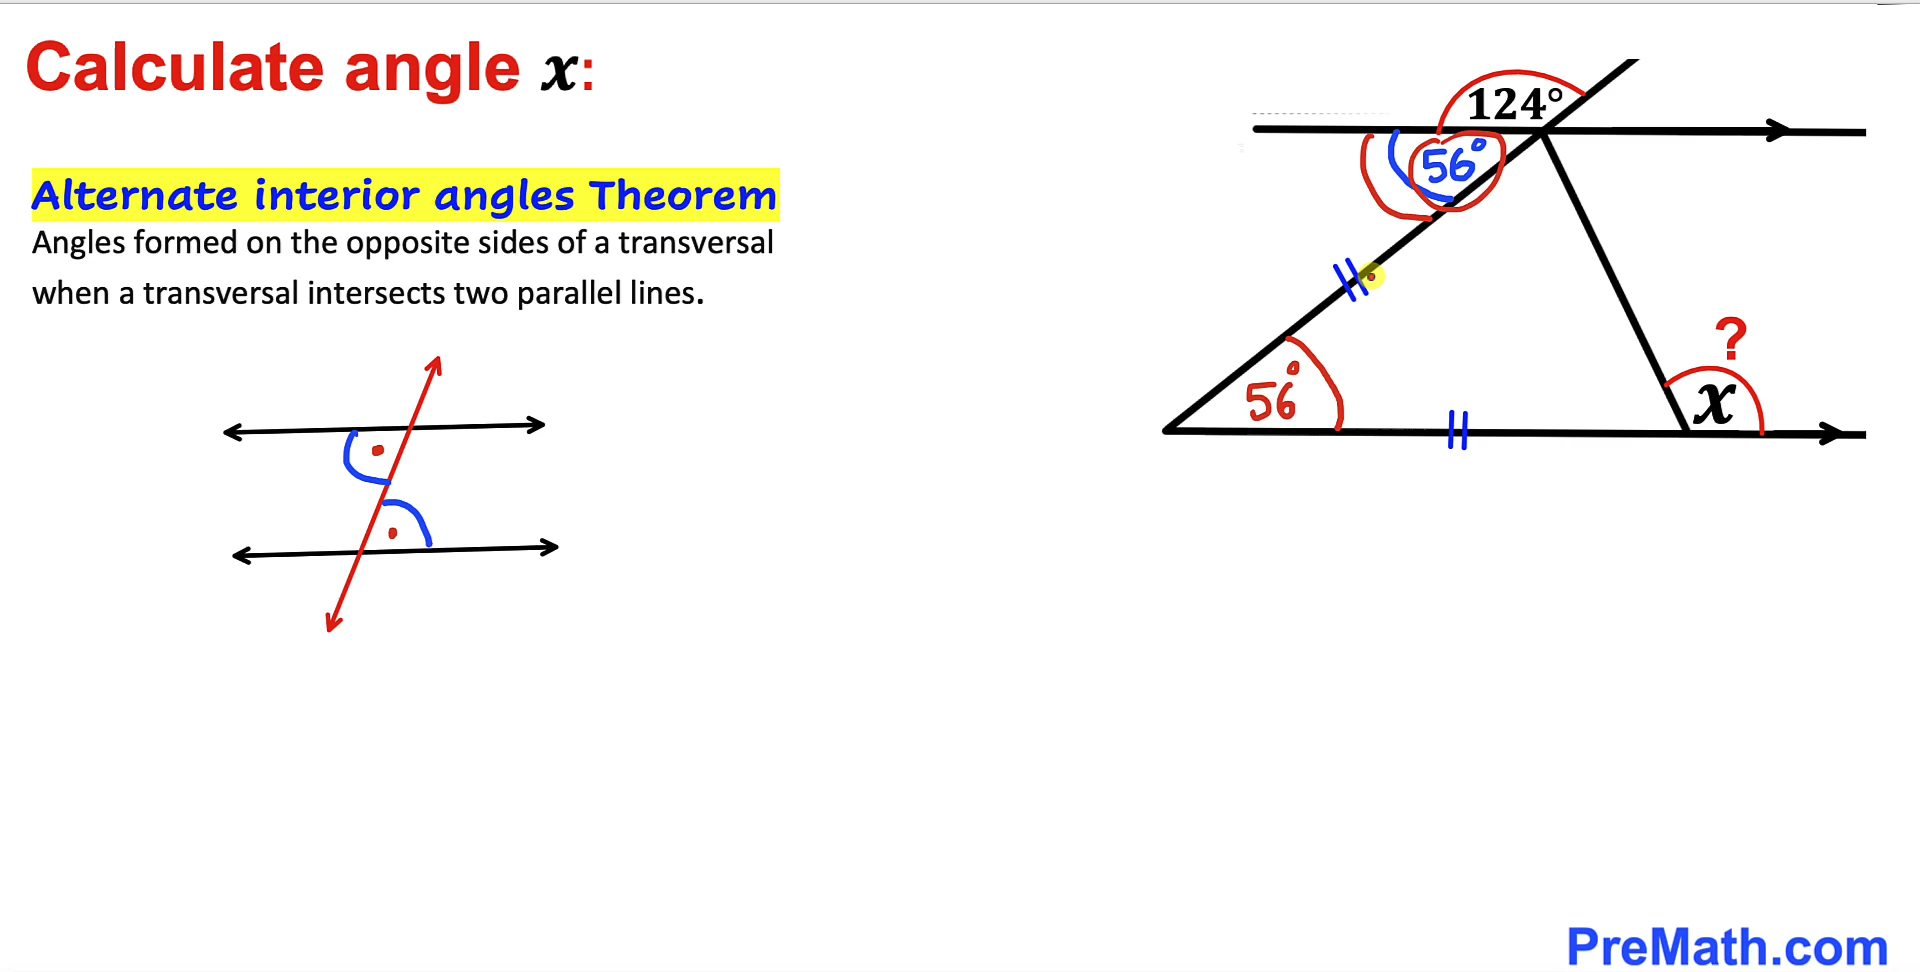 Calculate angle x:
Alternate interior angles Theorem
Angles formed on the opposite sides of a transversal
when a transversal intersects two parallel lines.
124°
56°
56°
?
x
PreMath.com